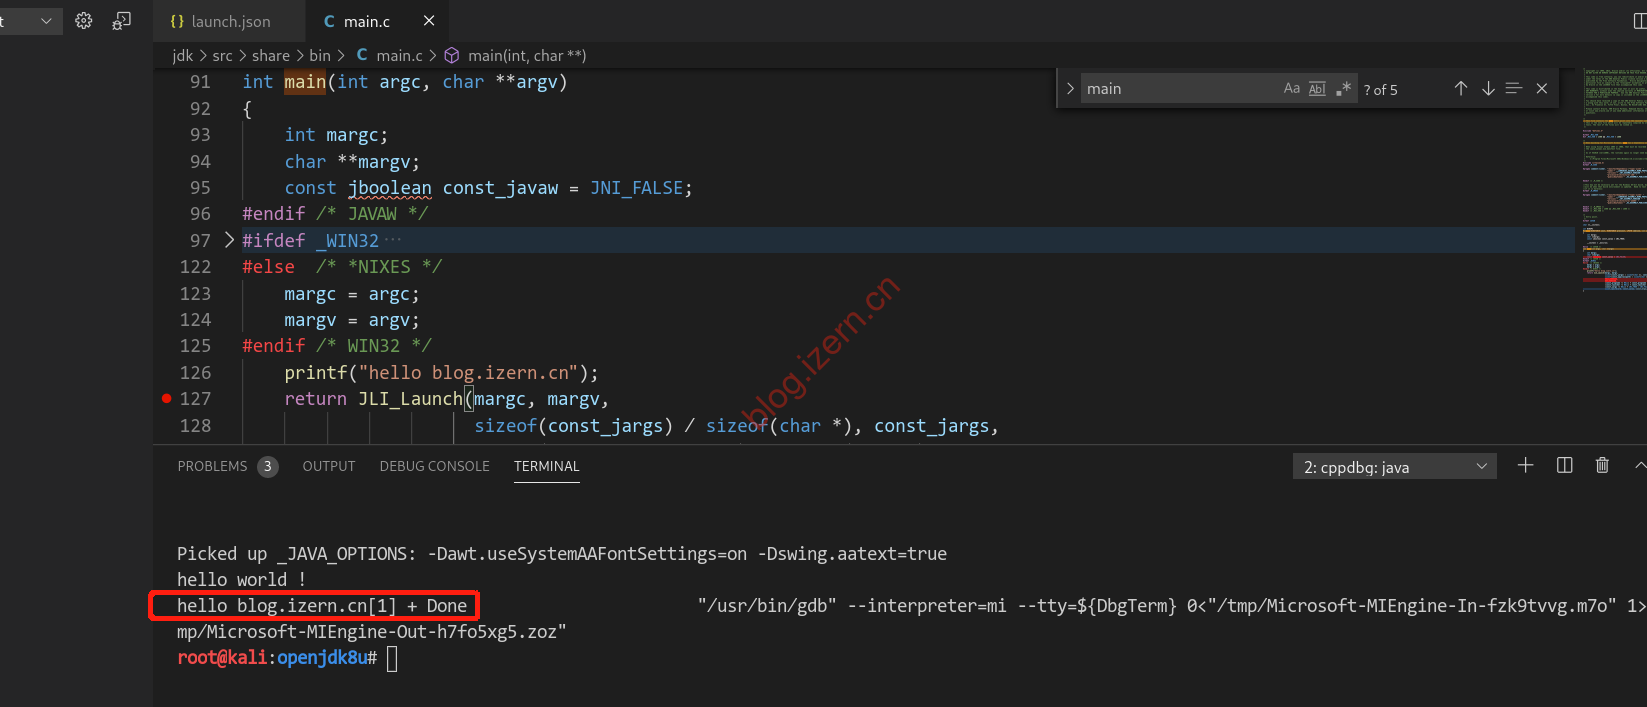 t
{} launch.json
C main.c
jdk > src > share > bin > C main.c > main(int, char **)
main
Aa Abl .*
? of 5
91 int main(int argc, char **argv)
92 {
93 int margc;
94 char **margv;
95 const jboolean const_javaw = JNI_FALSE;
96 #endif /* JAVAW */
97 #ifdef _WIN32 ...
122 #else /* *NIXES */
123 margc = argc;
124 margv = argv;
125 #endif /* WIN32 */
126 printf("hello blog.izern.cn");
127 return JLI_Launch(margc, margv,
128 sizeof(const_jargs) / sizeof(char *), const_jargs,
blog.izern.cn
PROBLEMS 3 OUTPUT DEBUG CONSOLE TERMINAL
2: cppdbg: java
Picked up _JAVA_OPTIONS: -Dawt.useSystemAAFontSettings=on -Dswing.aatext=true
hello world !
hello blog.izern.cn[1] + Done "/usr/bin/gdb" --interpreter=mi --tty=${DbgTerm} 0<"/tmp/Microsoft-MIEngine-In-fzk9tvvg.m7o" 1>
mp/Microsoft-MIEngine-Out-h7fo5xg5.zoz"
root@kali:openjdk8u#